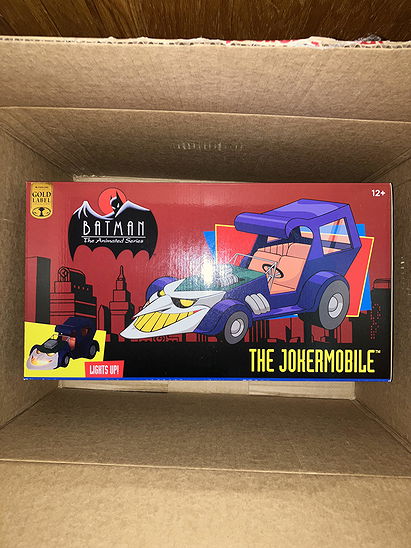 GOLD
LABEL
BATMAN
The Animated Series
12+
LIGHTS UP!
THE JOKERMOBILE™